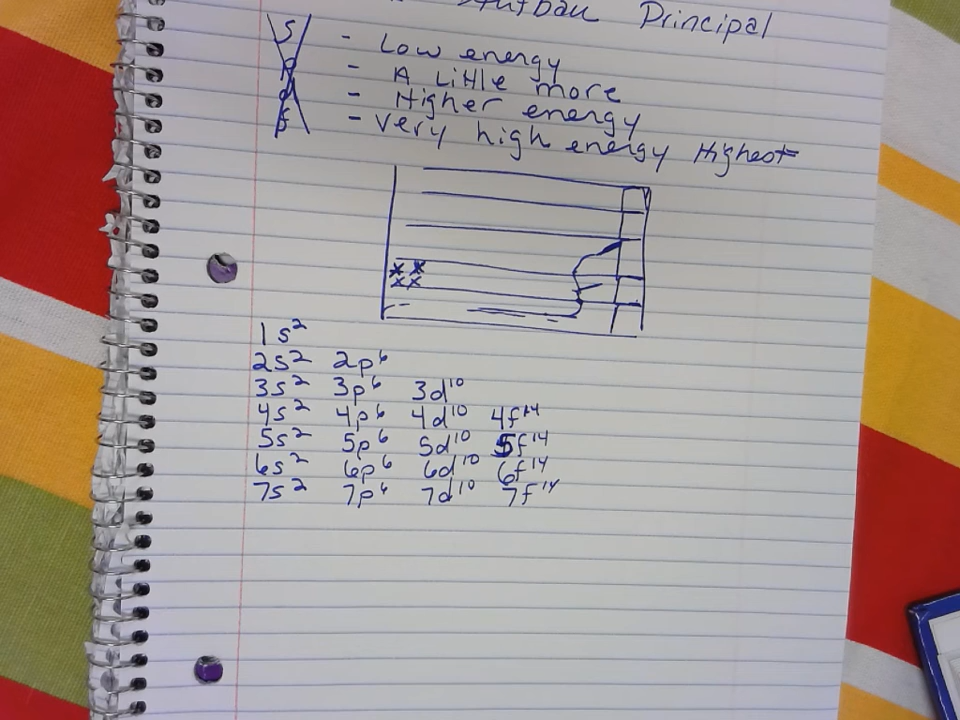 Aufbau Principal
S - Low energy
P - A Little more
d - Higher energy
f - very high energy Highest
x x
x x
1s²
2s² 2p⁶
3s² 3p⁶ 3d¹⁰
4s² 4p⁶ 4d¹⁰ 4f¹⁴
5s² 5p⁶ 5d¹⁰ 5f¹⁴
6s² 6p⁶ 6d¹⁰ 6f¹⁴
7s² 7p⁶ 7d¹⁰ 7f¹⁴